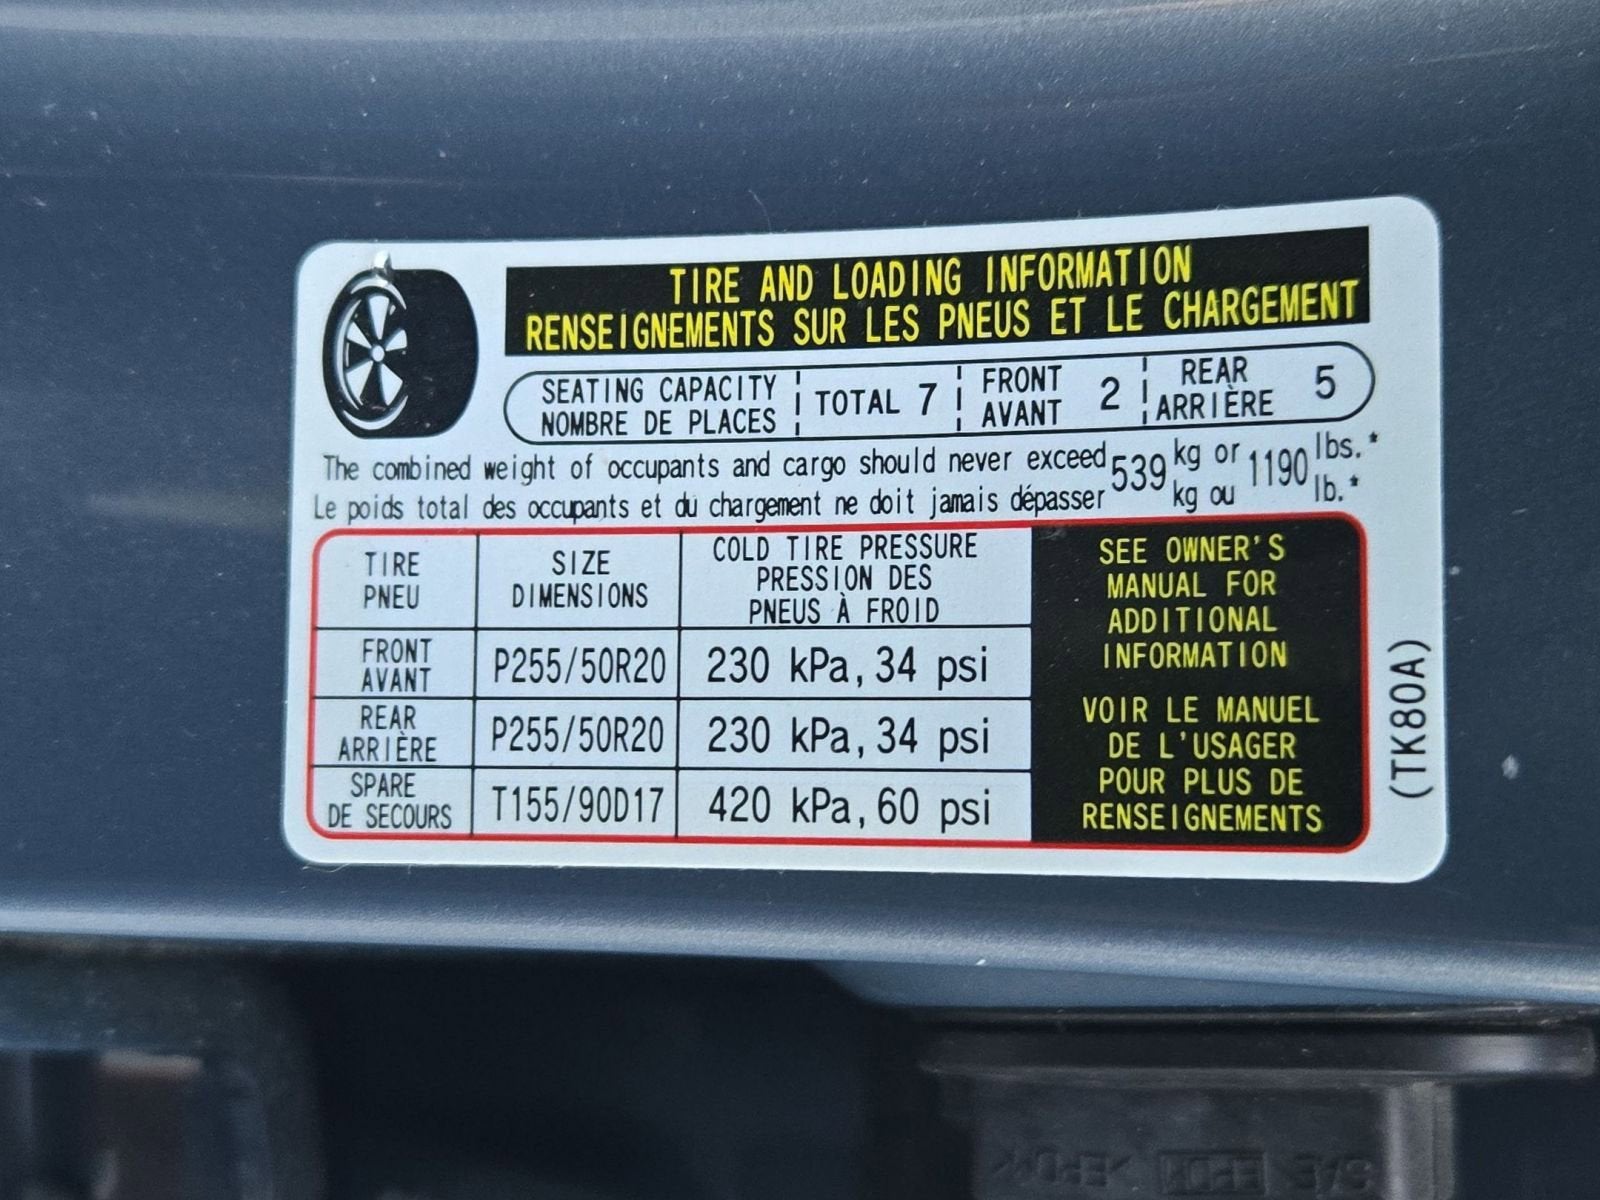 TIRE AND LOADING INFORMATION
RENSEIGNEMENTS SUR LES PNEUS ET LE CHARGEMENT
SEATING CAPACITY TOTAL 7 FRONT 2 REAR 5
NOMBRE DE PLACES AVANT ARRIÈRE
The combined weight of occupants and cargo should never exceed 539 kg or 1190 lbs.*
Le poids total des occupants et du chargement ne doit jamais dépasser kg ou lb.*
TIRE SIZE COLD TIRE PRESSURE
PNEU DIMENSIONS PRESSION DES
PNEUS À FROID
FRONT P255/50R20 230 kPa, 34 psi
AVANT
REAR P255/50R20 230 kPa, 34 psi
ARRIÈRE
SPARE T155/90D17 420 kPa, 60 psi
DE SECOURS
SEE OWNER'S
MANUAL FOR
ADDITIONAL
INFORMATION
VOIR LE MANUEL
DE L'USAGER
POUR PLUS DE
RENSEIGNEMENTS
(TK80A)